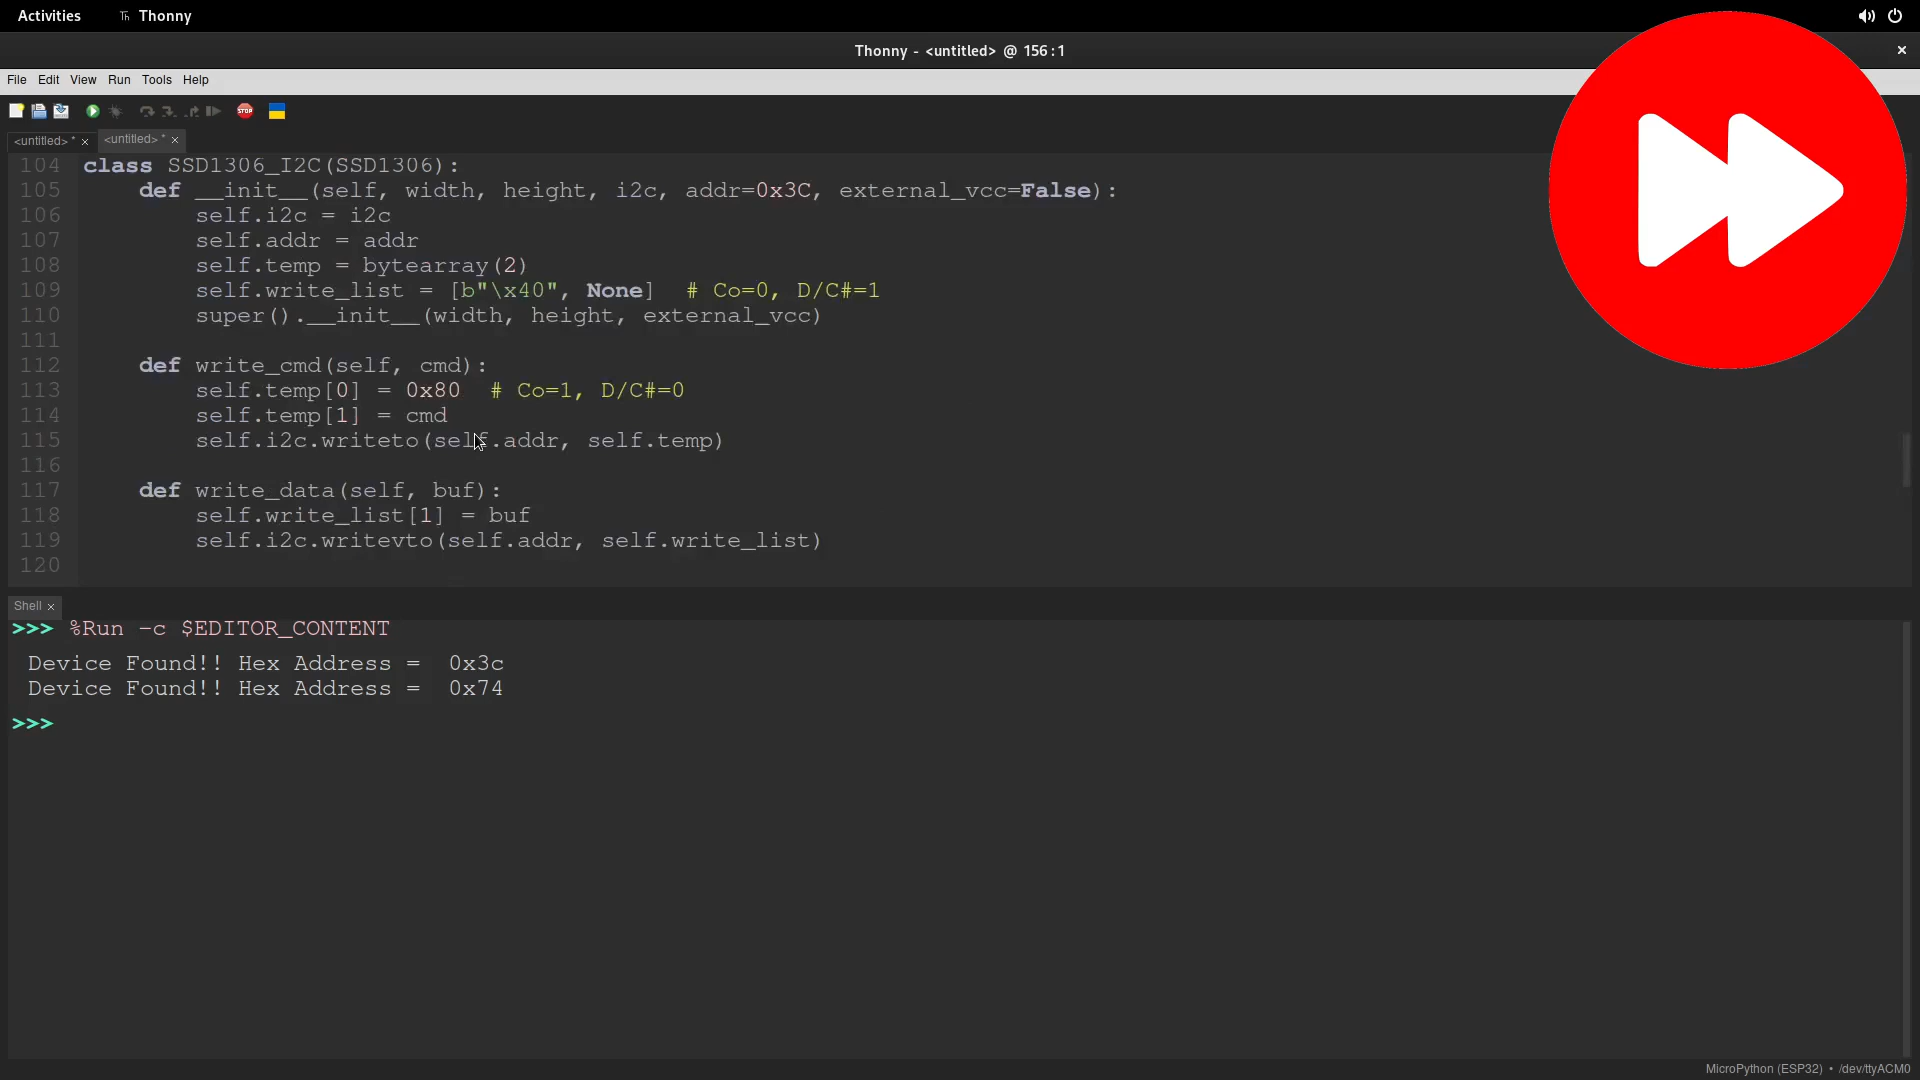 Activities Thonny
Thonny - <untitled> @ 156:1
File Edit View Run Tools Help
STOP
<untitled> * × <untitled> * ×
104 class SSD1306_I2C(SSD1306):
105     def __init__(self, width, height, i2c, addr=0x3C, external_vcc=False):
106         self.i2c = i2c
107         self.addr = addr
108         self.temp = bytearray(2)
109         self.write_list = [b"\x40", None]  # Co=0, D/C#=1
110         super().__init__(width, height, external_vcc)
111
112     def write_cmd(self, cmd):
113         self.temp[0] = 0x80  # Co=1, D/C#=0
114         self.temp[1] = cmd
115         self.i2c.writeto(self.addr, self.temp)
116
117     def write_data(self, buf):
118         self.write_list[1] = buf
119         self.i2c.writevto(self.addr, self.write_list)
120
Shell ×
>>> %Run -c $EDITOR_CONTENT
Device Found!! Hex Address =  0x3c
Device Found!! Hex Address =  0x74
>>>
MicroPython (ESP32) • /dev/ttyACM0